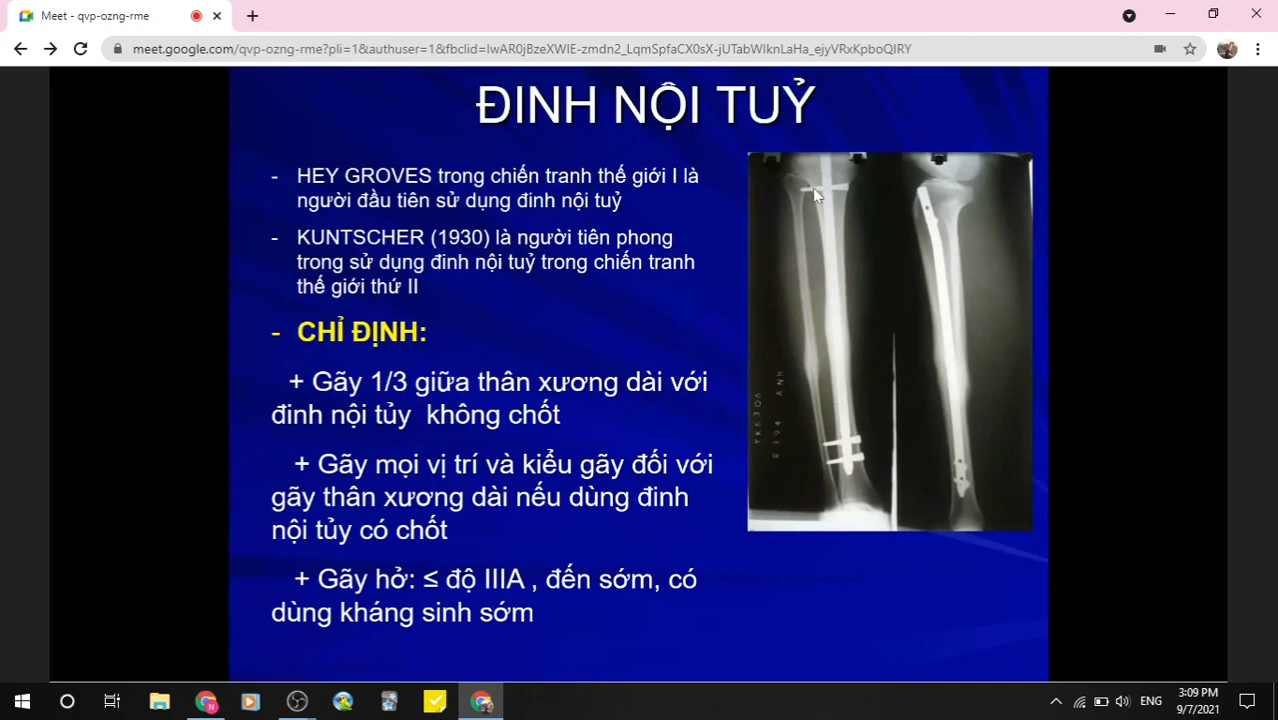 Meet - qvp-ozng-rme
meet.google.com/qvp-ozng-rme?pli=1&authuser=1&fbclid=IwAR0jBzeXWIE-zmdn2_LqmSpfaCX0sX-jUTabWIknLaHa_ejyVRxKpboQIRY
ĐINH NỘI TUỶ
- HEY GROVES trong chiến tranh thế giới I là
người đầu tiên sử dụng đinh nội tuỷ
- KUNTSCHER (1930) là người tiên phong
trong sử dụng đinh nội tuỷ trong chiến tranh
thế giới thứ II
- CHỈ ĐỊNH:
+ Gãy 1/3 giữa thân xương dài với
đinh nội tủy không chốt
+ Gãy mọi vị trí và kiểu gãy đối với
gãy thân xương dài nếu dùng đinh
nội tủy có chốt
+ Gãy hở: ≤ độ IIIA , đến sớm, có
dùng kháng sinh sớm
ANH
ENG
3:09 PM
9/7/2021